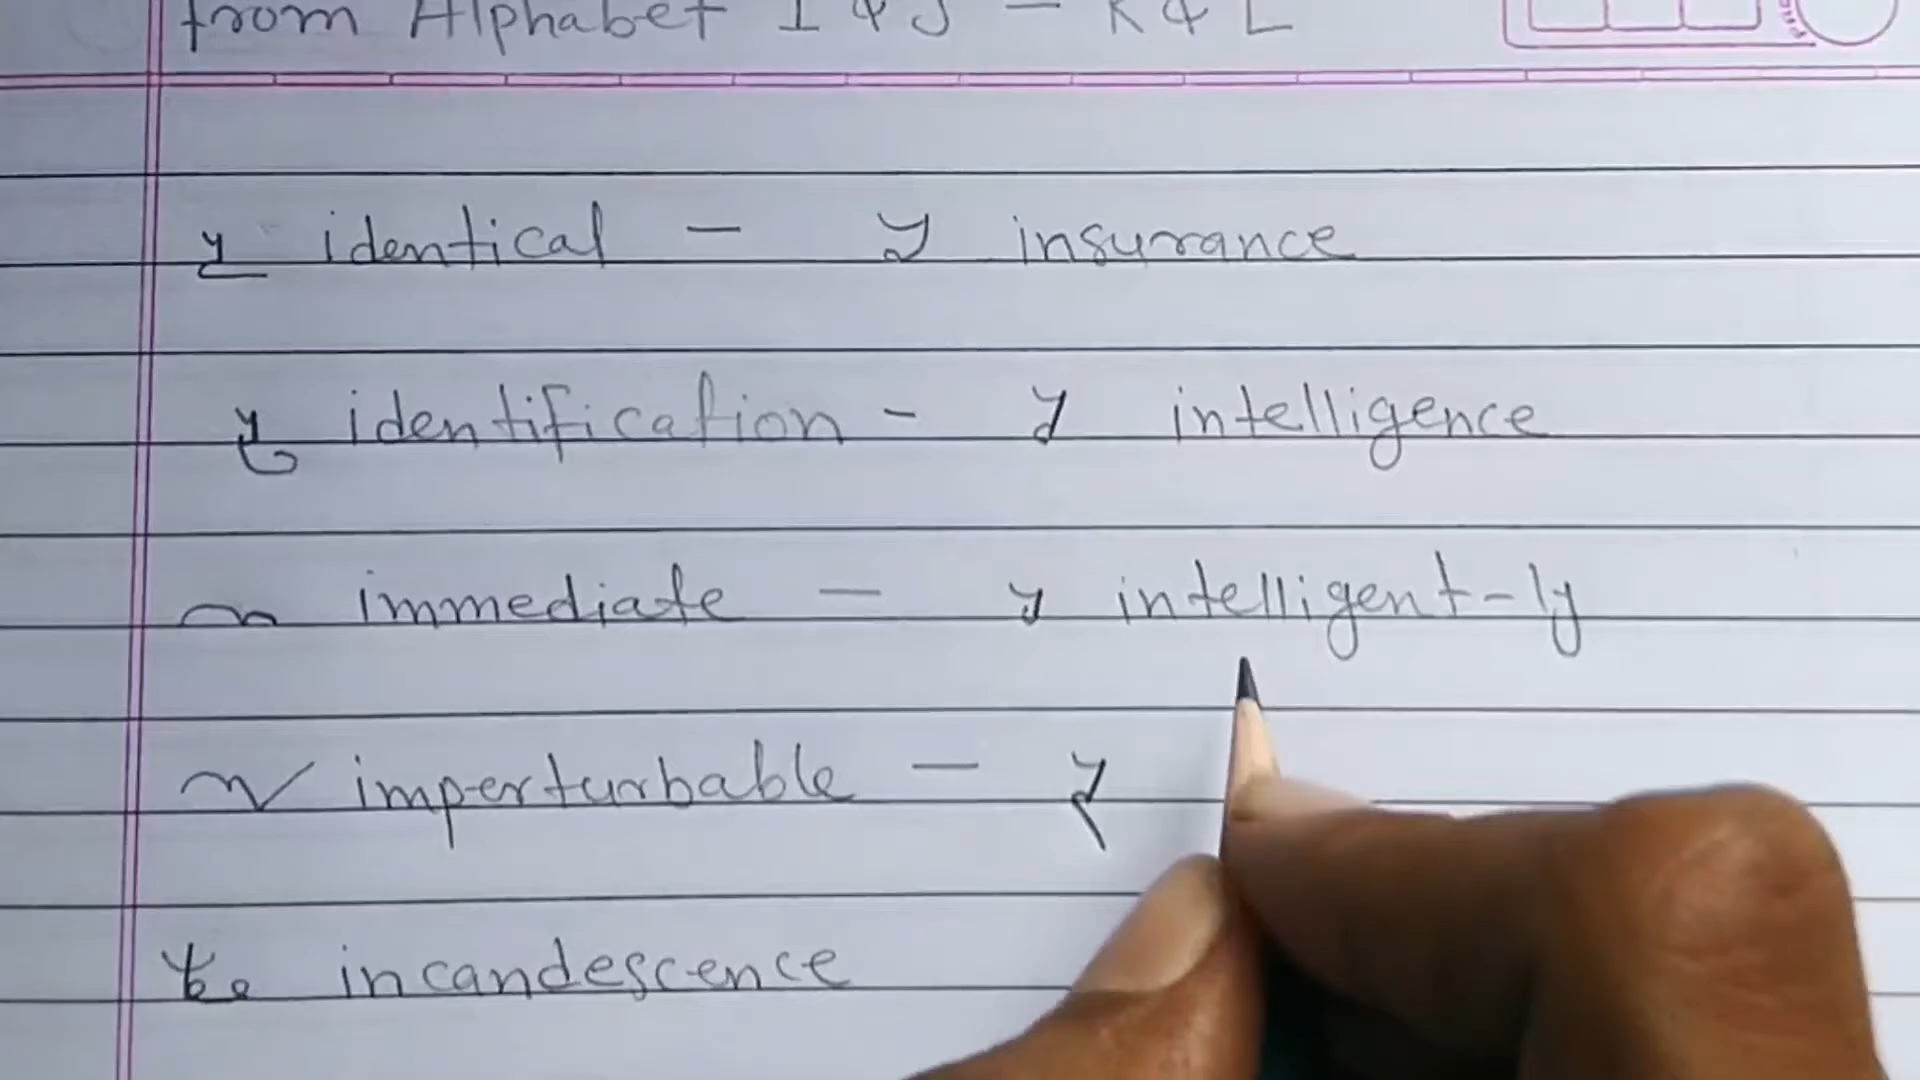 from Alphabet I & J - K & L
identical - insurance
identification - intelligence
immediate - intelligent-ly
imperturbable -
incandescence